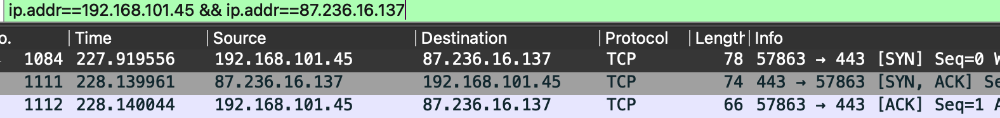 ip.addr==192.168.101.45 && ip.addr==87.236.16.137
o. Time Source Destination Protocol Length Info
1084 227.919556 192.168.101.45 87.236.16.137 TCP 78 57863 → 443 [SYN] Seq=0 W
1111 228.139961 87.236.16.137 192.168.101.45 TCP 74 443 → 57863 [SYN, ACK] Se
1112 228.140044 192.168.101.45 87.236.16.137 TCP 66 57863 → 443 [ACK] Seq=1 A